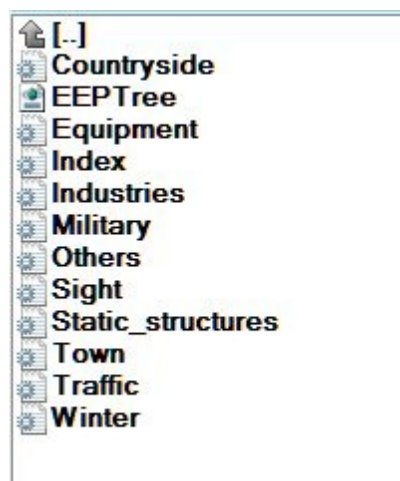 [..]
Countryside
EEPTree
Equipment
Index
Industries
Military
Others
Sight
Static_structures
Town
Traffic
Winter